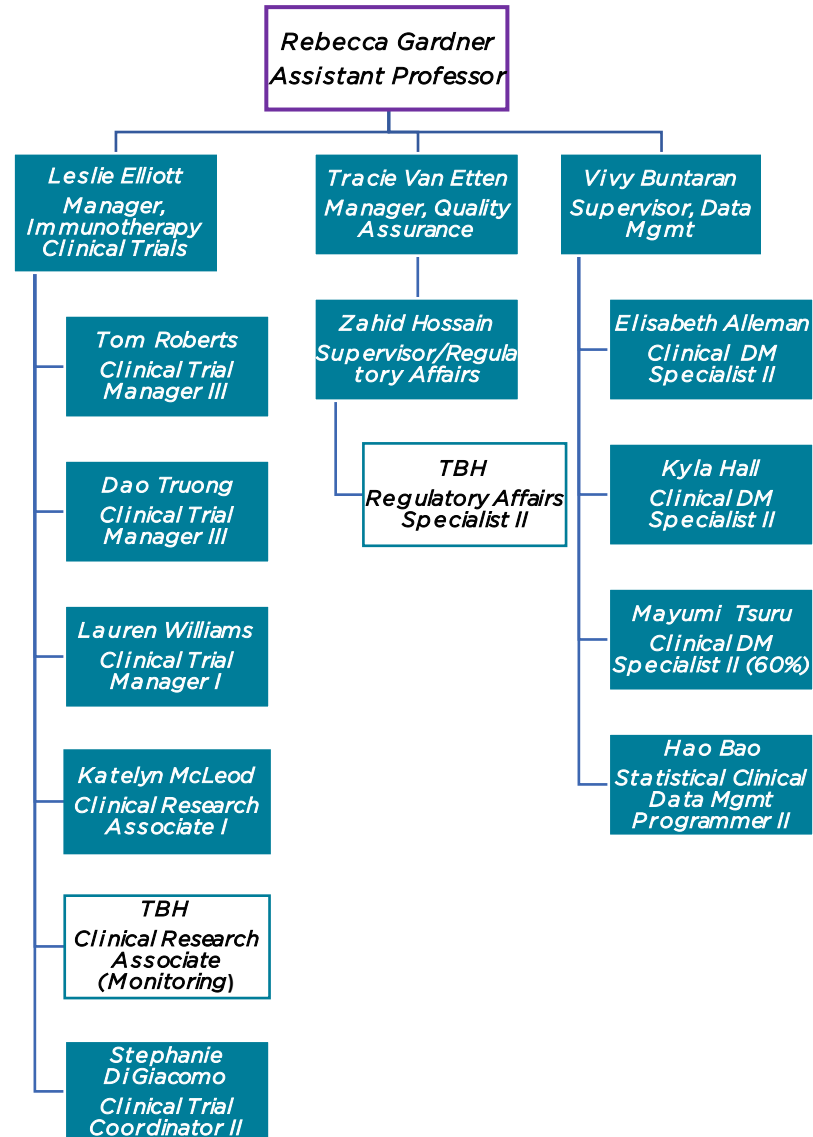 Rebecca Gardner
Assistant Professor
Leslie Elliott
Manager,
Immunotherapy
Clinical Trials
Tracie Van Etten
Manager, Quality
Assurance
Vivy Buntaran
Supervisor, Data
Mgmt
Tom Roberts
Clinical Trial
Manager III
Dao Truong
Clinical Trial
Manager III
Lauren Williams
Clinical Trial
Manager I
Katelyn McLeod
Clinical Research
Associate I
TBH
Clinical Research
Associate
(Monitoring)
Stephanie
DiGiacomo
Clinical Trial
Coordinator II
Zahid Hossain
Supervisor/Regula
tory Affairs
TBH
Regulatory Affairs
Specialist II
Elisabeth Alleman
Clinical DM
Specialist II
Kyla Hall
Clinical DM
Specialist II
Mayumi Tsuru
Clinical DM
Specialist II (60%)
Hao Bao
Statistical Clinical
Data Mgmt
Programmer II